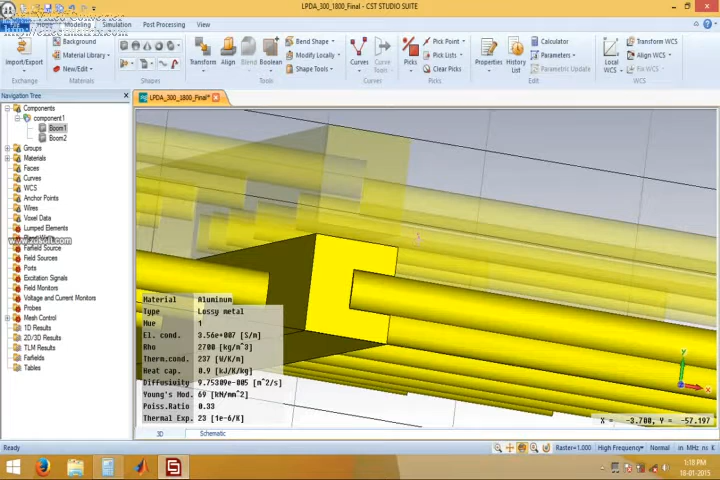 LPDA_300_1800_Final - CST STUDIO SUITE
Modeling
Simulation
Post Processing
View
Import/Export
Exchange
Background
Material Library
New/Edit
Materials
Shapes
Transform
Align
Blend
Boolean
Bend Shape
Modify Locally
Shape Tools
Tools
Curves
Curve Tools
Curves
Picks
Pick Point
Pick Lists
Clear Picks
Picks
Properties
History List
Calculator
Parameters
Parametric Update
Edit
Local WCS
Transform WCS
Align WCS
Fix WCS
WCS
Navigation Tree
LPDA_300_1800_Final*
Components
component1
Boom1
Boom2
Groups
Materials
Faces
Curves
WCS
Anchor Points
Wires
Voxel Data
Lumped Elements
Farfield Source
Field Source
Ports
Excitation Signals
Field Monitors
Voltage and Current Monitors
Probes
Mesh Control
1D Results
2D/3D Results
TLM Results
Farfields
Tables
Material Aluminum
Type Lossy metal
Mue 1
El. cond. 3.56e+007 [S/m]
Rho 2700 [kg/m^3]
Therm.cond. 237 [W/K/m]
Heat cap. 0.9 [kJ/K/kg]
Diffusivity 9.75309e-005 [m^2/s]
Young's Mod. 69 [kN/mm^2]
Poiss.Ratio 0.33
Thermal Exp. 23 [1e-6/K]
y
x
X = -3.700, Y = -57.197
3D
Schematic
Ready
Raster=1.000
High Frequency
Normal
in MHz ns K
1:18 PM
18-01-2015